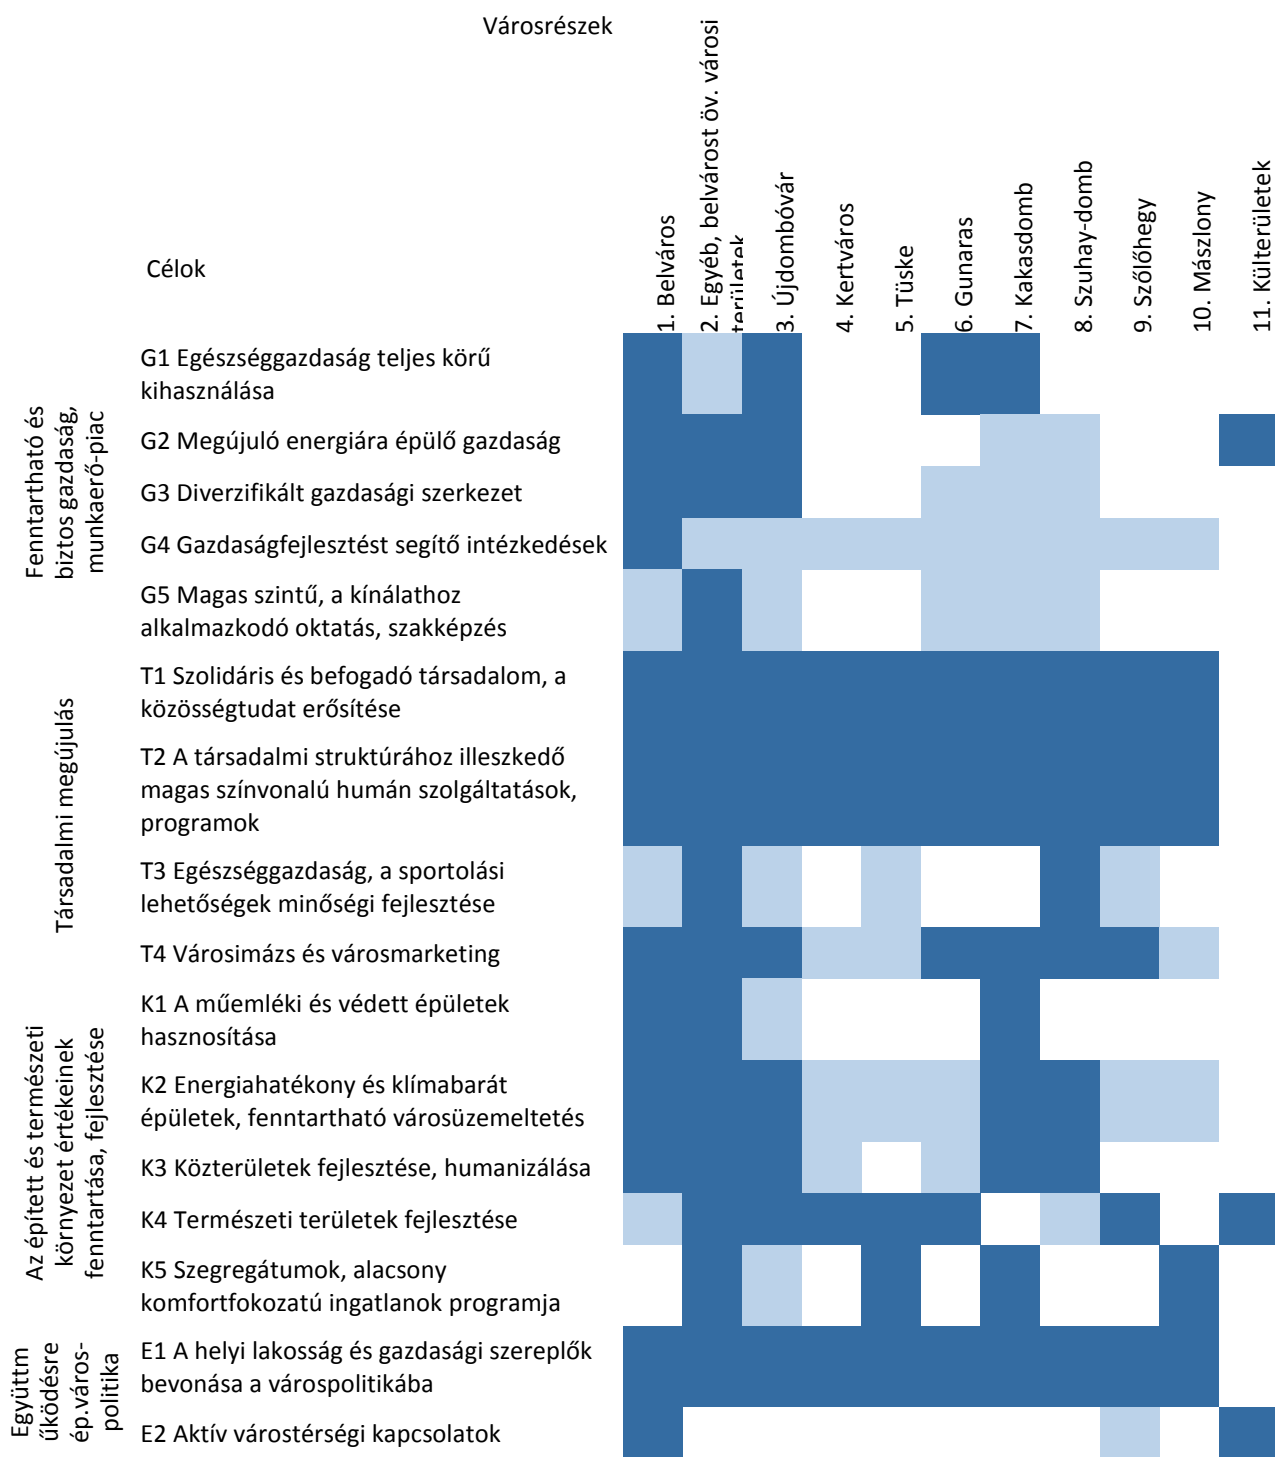 Városrészek
Célok
1. Belváros
2. Egyéb, belvárost öv. városi
területek
3. Újdombóvár
4. Kertváros
5. Tüske
6. Gunaras
7. Kakasdomb
8. Szuhay-domb
9. Szőlőhegy
10. Mászlony
11. Külterületek
Fenntartható és
biztos gazdaság,
munkaerő-piac
G1 Egészséggazdaság teljes körű
kihasználása
G2 Megújuló energiára épülő gazdaság
G3 Diverzifikált gazdasági szerkezet
G4 Gazdaságfejlesztést segítő intézkedések
G5 Magas szintű, a kínálathoz
alkalmazkodó oktatás, szakképzés
Társadalmi megújulás
T1 Szolidáris és befogadó társadalom, a
közösségtudat erősítése
T2 A társadalmi struktúrához illeszkedő
magas színvonalú humán szolgáltatások,
programok
T3 Egészséggazdaság, a sportolási
lehetőségek minőségi fejlesztése
T4 Városimázs és városmarketing
Az épített és természeti
környezet értékeinek
fenntartása, fejlesztése
K1 A műemléki és védett épületek
hasznosítása
K2 Energiahatékony és klímabarát
épületek, fenntartható városüzemeltetés
K3 Közterületek fejlesztése, humanizálása
K4 Természeti területek fejlesztése
K5 Szegregátumok, alacsony
komfortfokozatú ingatlanok programja
Együttm
űködésre
ép.város-
politika
E1 A helyi lakosság és gazdasági szereplők
bevonása a várospolitikába
E2 Aktív várostérségi kapcsolatok